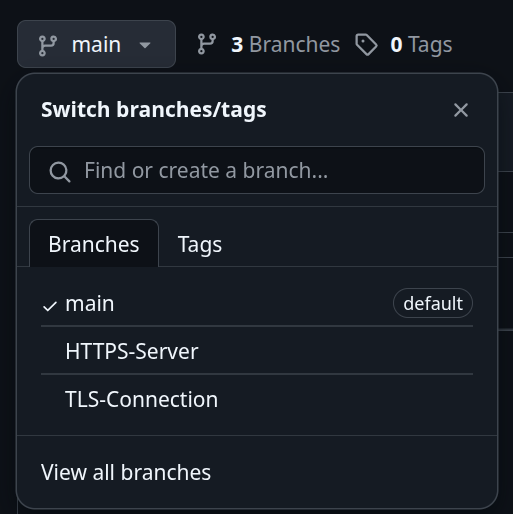 main
3 Branches
0 Tags
Switch branches/tags
Find or create a branch...
Branches
Tags
main
default
HTTPS-Server
TLS-Connection
View all branches